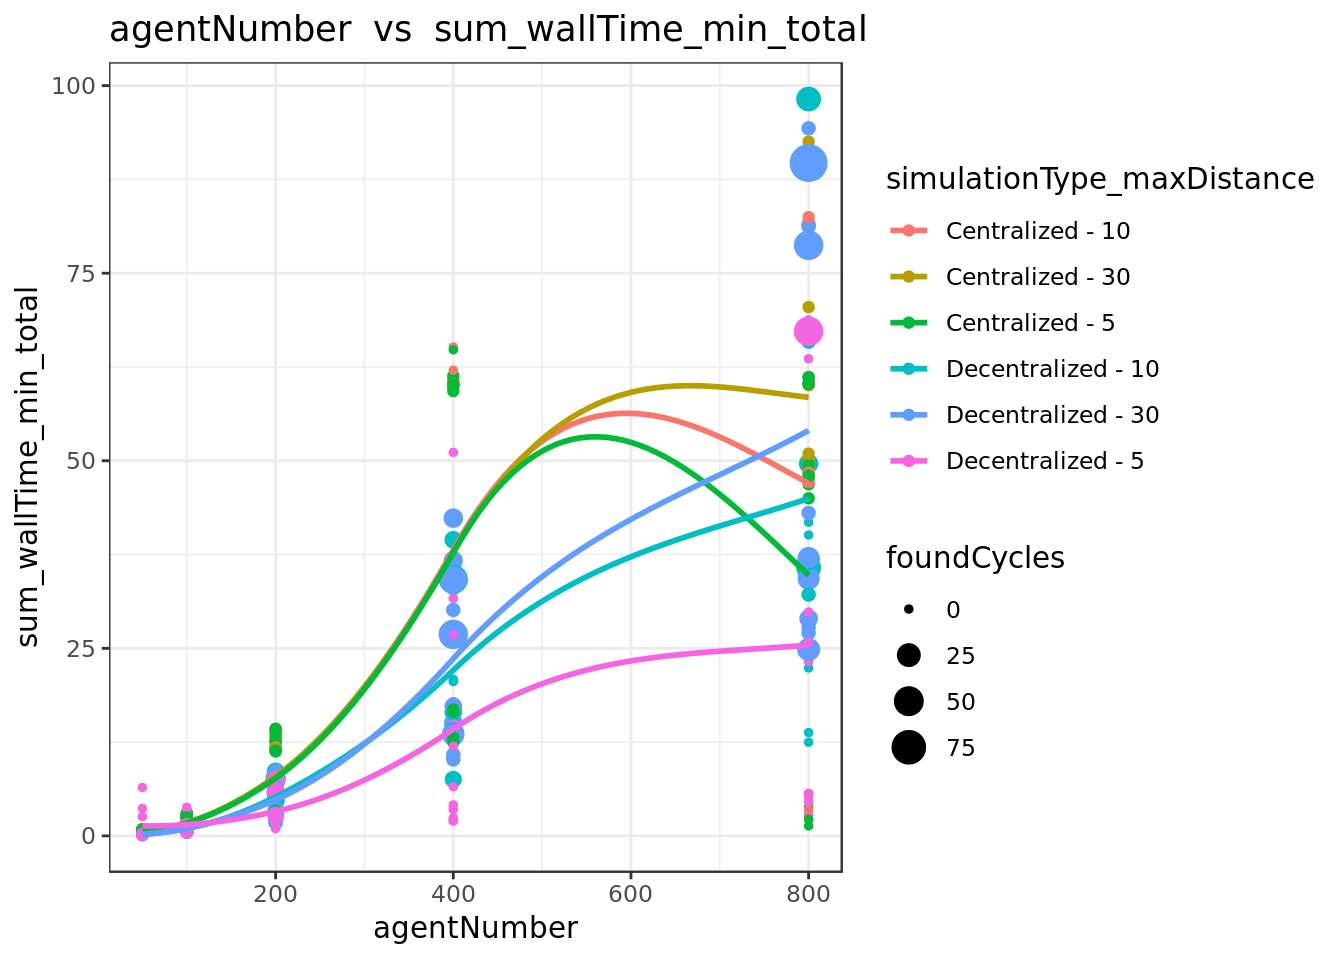 agentNumber vs sum_wallTime_min_total
sum_wallTime_min_total
100
75
50
25
0
200
400
600
800
agentNumber
simulationType_maxDistance
Centralized - 10
Centralized - 30
Centralized - 5
Decentralized - 10
Decentralized - 30
Decentralized - 5
foundCycles
0
25
50
75